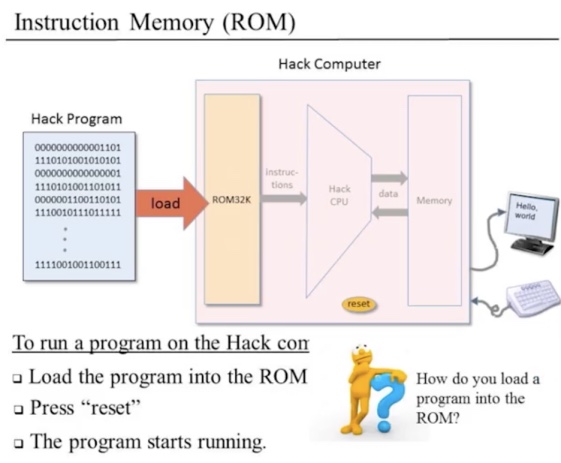 Instruction Memory (ROM)
Hack Computer
Hack Program
0000000000001101
1110101001010101
0000000000000001
1110101001101011
0000001100110101
1110010111011111
1111001001100111
load
ROM32K
instruc-
tions
Hack
CPU
data
Memory
reset
Hello,
world
To run a program on the Hack com
▫ Load the program into the ROM
▫ Press “reset”
▫ The program starts running.
How do you load a
program into the
ROM?